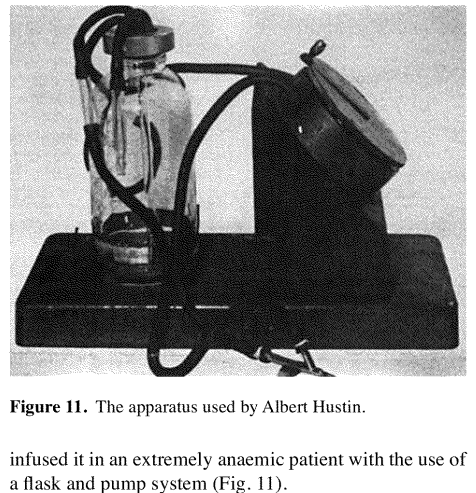 Figure 11. The apparatus used by Albert Hustin.
infused it in an extremely anaemic patient with the use of
a flask and pump system (Fig. 11).